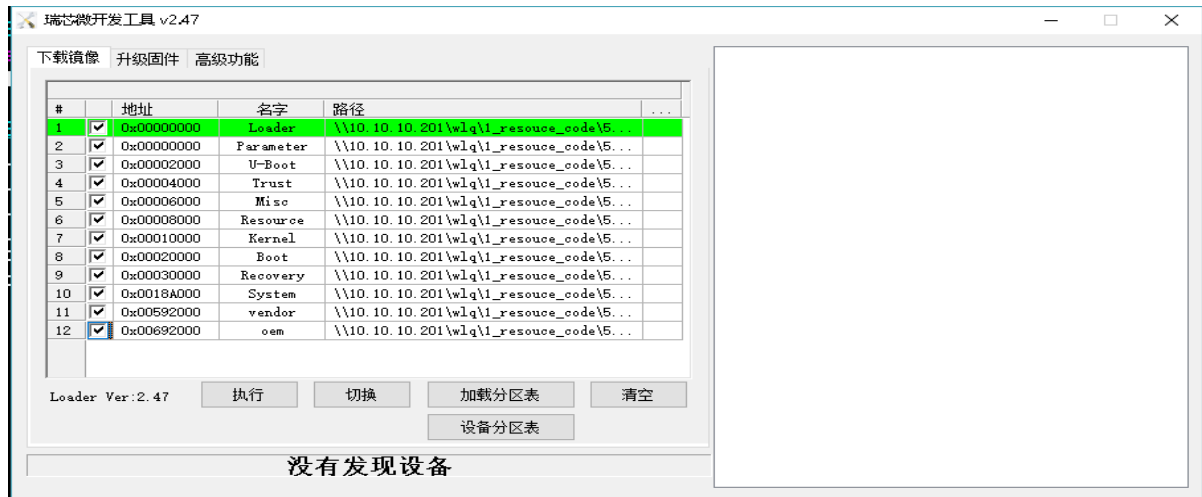 瑞芯微开发工具 v2.47
下载镜像 升级固件 高级功能
# 地址 名字 路径 ...
1 0x00000000 Loader \\10.10.10.201\wlq\1_resouce_code\5...
2 0x00000000 Parameter \\10.10.10.201\wlq\1_resouce_code\5...
3 0x00002000 U-Boot \\10.10.10.201\wlq\1_resouce_code\5...
4 0x00004000 Trust \\10.10.10.201\wlq\1_resouce_code\5...
5 0x00006000 Misc \\10.10.10.201\wlq\1_resouce_code\5...
6 0x00008000 Resource \\10.10.10.201\wlq\1_resouce_code\5...
7 0x00010000 Kernel \\10.10.10.201\wlq\1_resouce_code\5...
8 0x00020000 Boot \\10.10.10.201\wlq\1_resouce_code\5...
9 0x00030000 Recovery \\10.10.10.201\wlq\1_resouce_code\5...
10 0x0018A000 System \\10.10.10.201\wlq\1_resouce_code\5...
11 0x00592000 vendor \\10.10.10.201\wlq\1_resouce_code\5...
12 0x00692000 oem \\10.10.10.201\wlq\1_resouce_code\5...
Loader Ver:2.47 执行 切换 加载分区表 清空
设备分区表
没有发现设备